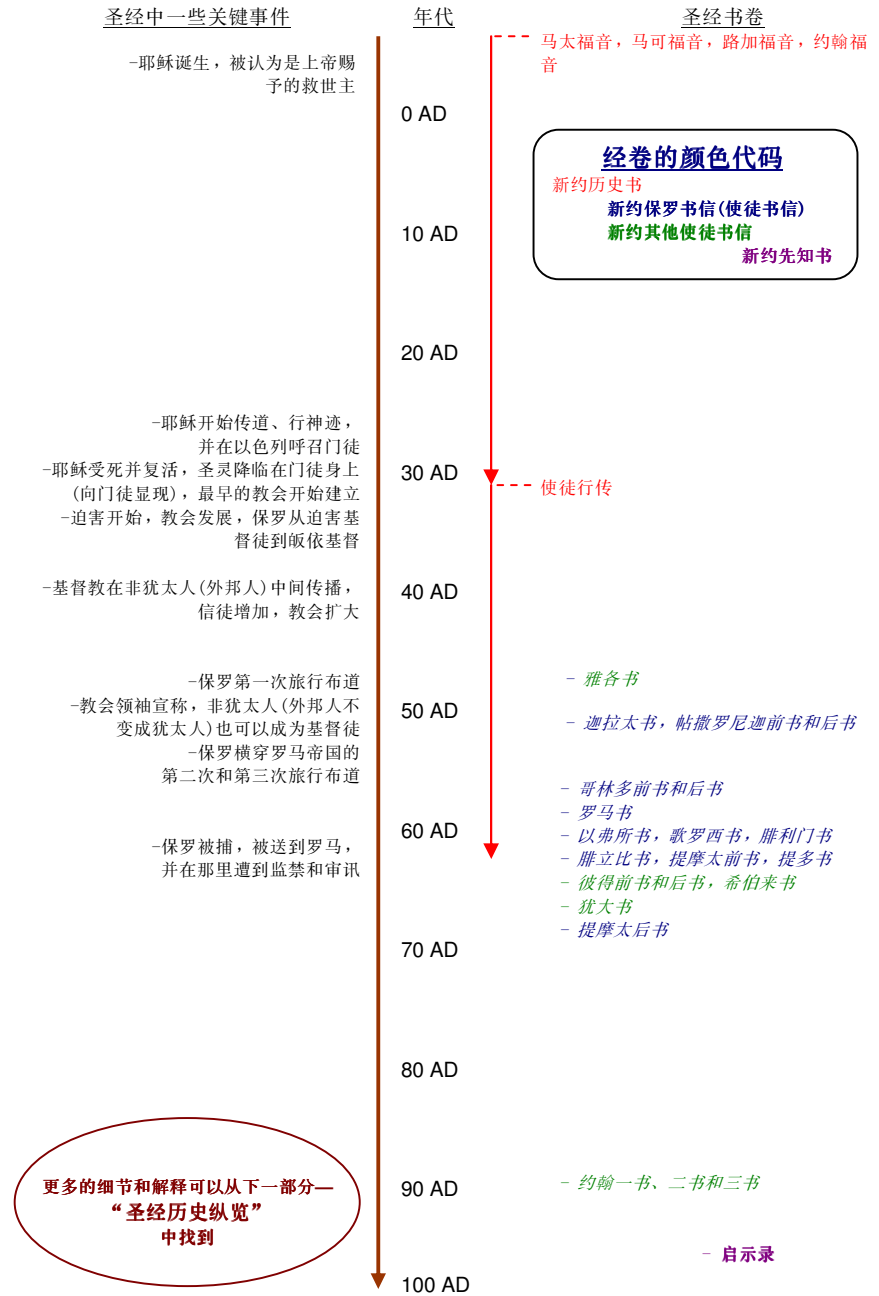 圣经中一些关键事件
年代
圣经书卷
马太福音，马可福音，路加福音，约翰福
音
-耶稣诞生，被认为是上帝赐
予的救世主
0 AD
经卷的颜色代码
新约历史书
新约保罗书信(使徒书信)
新约其他使徒书信
新约先知书
10 AD
20 AD
-耶稣开始传道、行神迹，
并在以色列呼召门徒
-耶稣受死并复活，圣灵降临在门徒身上
(向门徒显现)，最早的教会开始建立
-迫害开始，教会发展，保罗从迫害基
督徒到皈依基督
30 AD
使徒行传
-基督教在非犹太人(外邦人)中间传播，
信徒增加，教会扩大
40 AD
-保罗第一次旅行布道
-教会领袖宣称，非犹太人(外邦人不
变成犹太人)也可以成为基督徒
-保罗横穿罗马帝国的
第二次和第三次旅行布道
50 AD
- 雅各书
- 迦拉太书，帖撒罗尼迦前书和后书
- 哥林多前书和后书
- 罗马书
- 以弗所书，歌罗西书，腓利门书
- 腓立比书，提摩太前书，提多书
- 彼得前书和后书，希伯来书
- 犹大书
- 提摩太后书
60 AD
-保罗被捕，被送到罗马，
并在那里遭到监禁和审讯
70 AD
80 AD
更多的细节和解释可以从下一部分—
“圣经历史纵览”
中找到
90 AD
- 约翰一书、二书和三书
- 启示录
100 AD